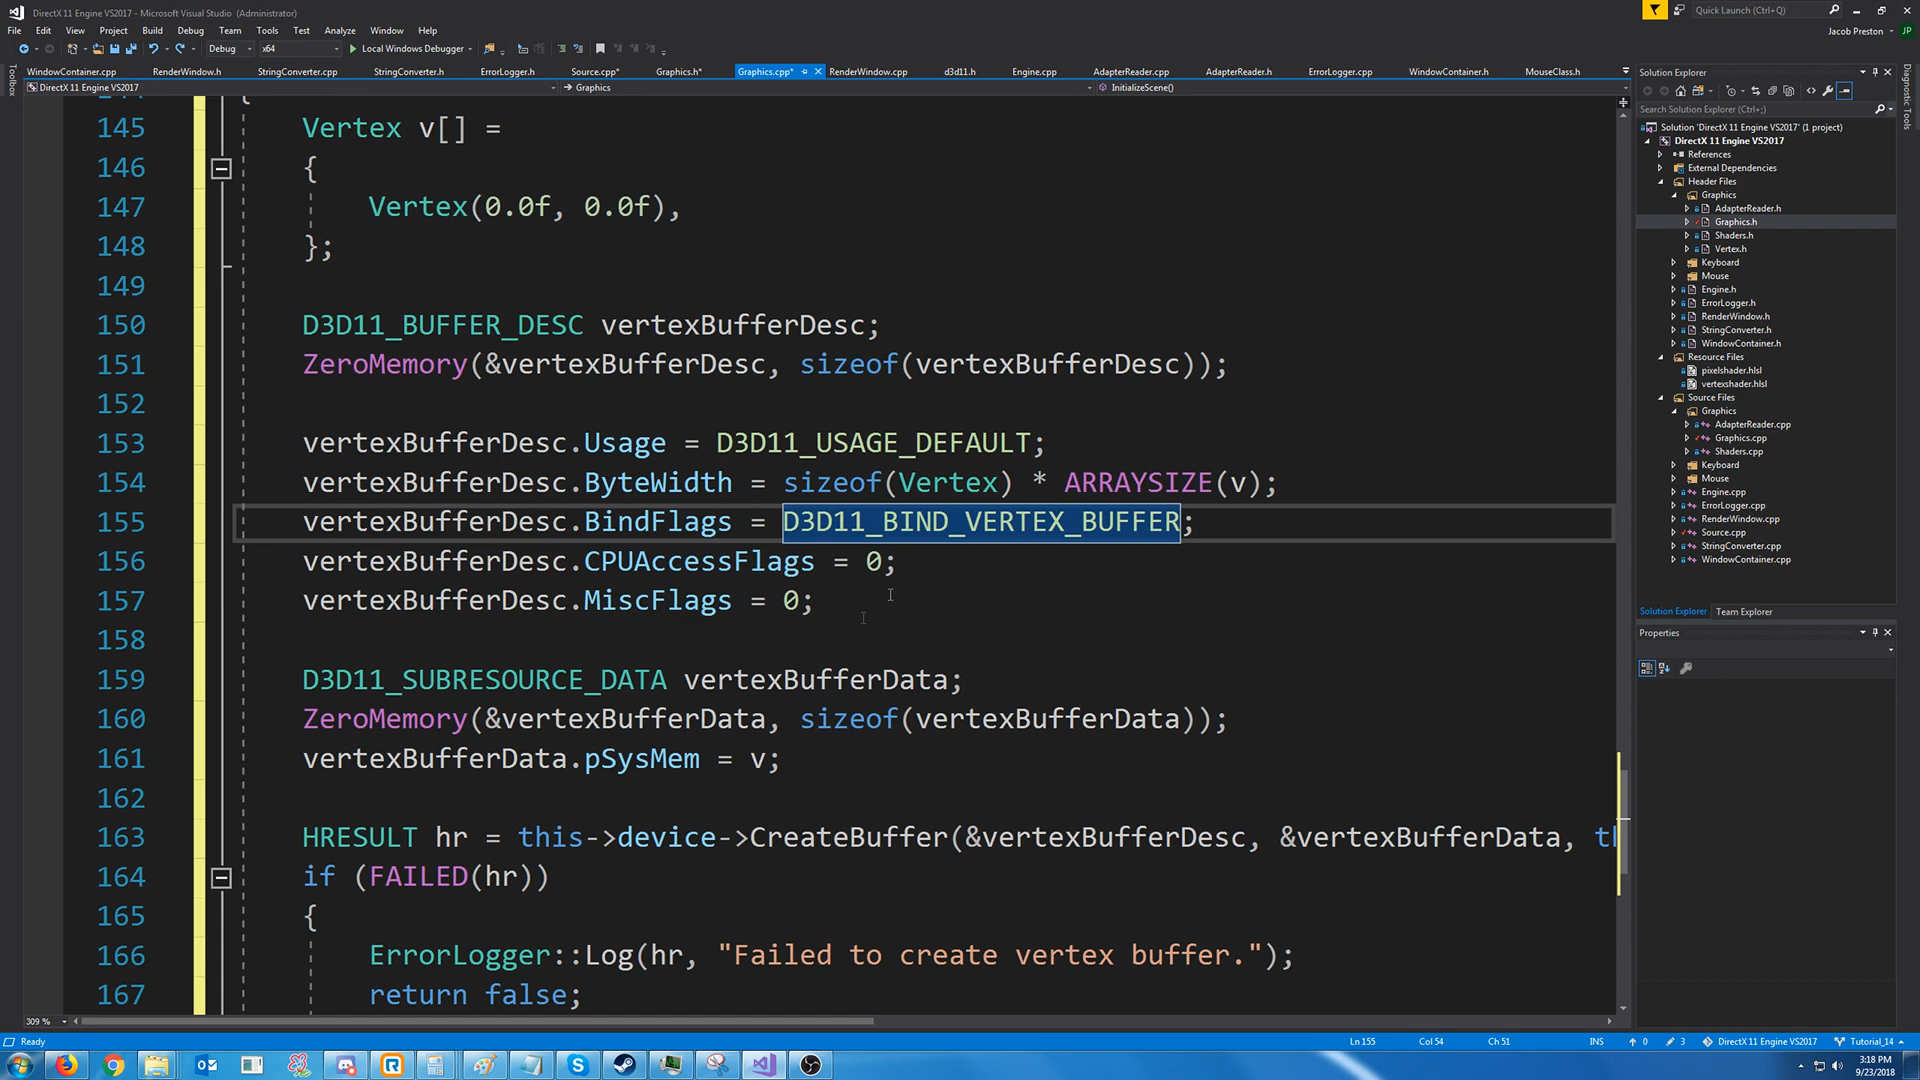 DirectX 11 Engine VS2017 - Microsoft Visual Studio (Administrator)
Quick Launch (Ctrl+Q)
File Edit View Project Build Debug Team Tools Test Analyze Window Help
Jacob Preston JP
Debug x64 Local Windows Debugger
Toolbox
WindowContainer.cpp RenderWindow.h StringConverter.cpp StringConverter.h ErrorLogger.h Source.cpp* Graphics.h* Graphics.cpp* RenderWindow.cpp d3d11.h Engine.cpp AdapterReader.cpp AdapterReader.h ErrorLogger.cpp WindowContainer.h MouseClass.h
DirectX 11 Engine VS2017 Graphics InitializeScene()
{
145 Vertex v[] =
146 {
147 Vertex(0.0f, 0.0f),
148 };
149
150 D3D11_BUFFER_DESC vertexBufferDesc;
151 ZeroMemory(&vertexBufferDesc, sizeof(vertexBufferDesc));
152
153 vertexBufferDesc.Usage = D3D11_USAGE_DEFAULT;
154 vertexBufferDesc.ByteWidth = sizeof(Vertex) * ARRAYSIZE(v);
155 vertexBufferDesc.BindFlags = D3D11_BIND_VERTEX_BUFFER;
156 vertexBufferDesc.CPUAccessFlags = 0;
157 vertexBufferDesc.MiscFlags = 0;
158
159 D3D11_SUBRESOURCE_DATA vertexBufferData;
160 ZeroMemory(&vertexBufferData, sizeof(vertexBufferData));
161 vertexBufferData.pSysMem = v;
162
163 HRESULT hr = this->device->CreateBuffer(&vertexBufferDesc, &vertexBufferData, th
164 if (FAILED(hr))
165 {
166 ErrorLogger::Log(hr, "Failed to create vertex buffer.");
167 return false;
309 %
Solution Explorer
Search Solution Explorer (Ctrl+;)
Solution 'DirectX 11 Engine VS2017' (1 project)
DirectX 11 Engine VS2017
References
External Dependencies
Header Files
Graphics
AdapterReader.h
Graphics.h
Shaders.h
Vertex.h
Keyboard
Mouse
Engine.h
ErrorLogger.h
RenderWindow.h
StringConverter.h
WindowContainer.h
Resource Files
pixelshader.hlsl
vertexshader.hlsl
Source Files
Graphics
AdapterReader.cpp
Graphics.cpp
Shaders.cpp
Keyboard
Mouse
Engine.cpp
ErrorLogger.cpp
RenderWindow.cpp
Source.cpp
StringConverter.cpp
WindowContainer.cpp
Solution Explorer Team Explorer
Properties
Diagnostic Tools
Ready Ln 155 Col 54 Ch 51 INS 0 3 DirectX 11 Engine VS2017 Tutorial_14
3:18 PM
9/23/2018